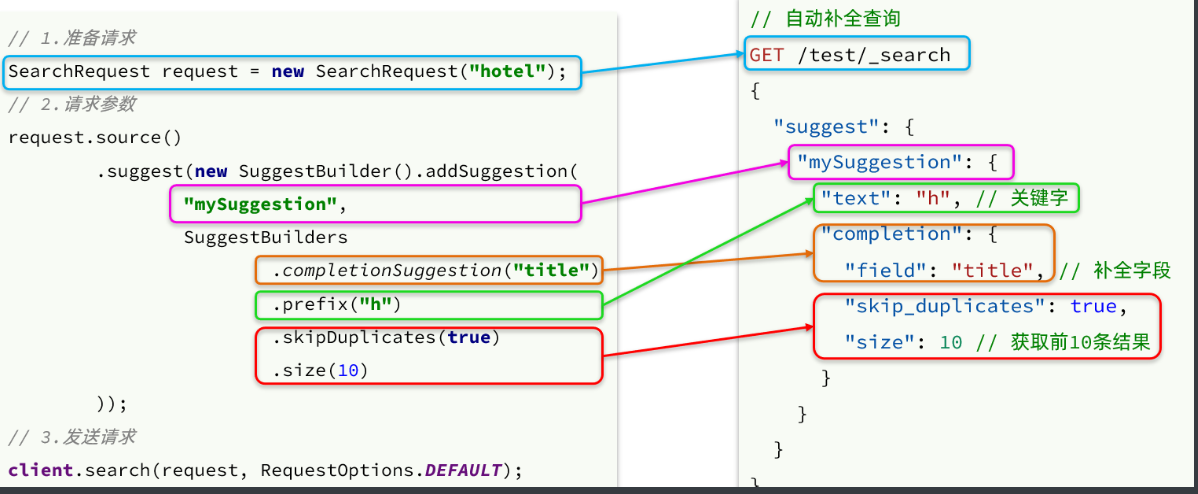 // 1.准备请求
SearchRequest request = new SearchRequest("hotel");
// 2.请求参数
request.source()
.suggest(new SuggestBuilder().addSuggestion(
"mySuggestion",
SuggestBuilders
.completionSuggestion("title")
.prefix("h")
.skipDuplicates(true)
.size(10)
));
// 3.发送请求
client.search(request, RequestOptions.DEFAULT);
// 自动补全查询
GET /test/_search
{
"suggest": {
"mySuggestion": {
"text": "h", // 关键字
"completion": {
"field": "title", // 补全字段
"skip_duplicates": true,
"size": 10 // 获取前10条结果
}
}
}
}